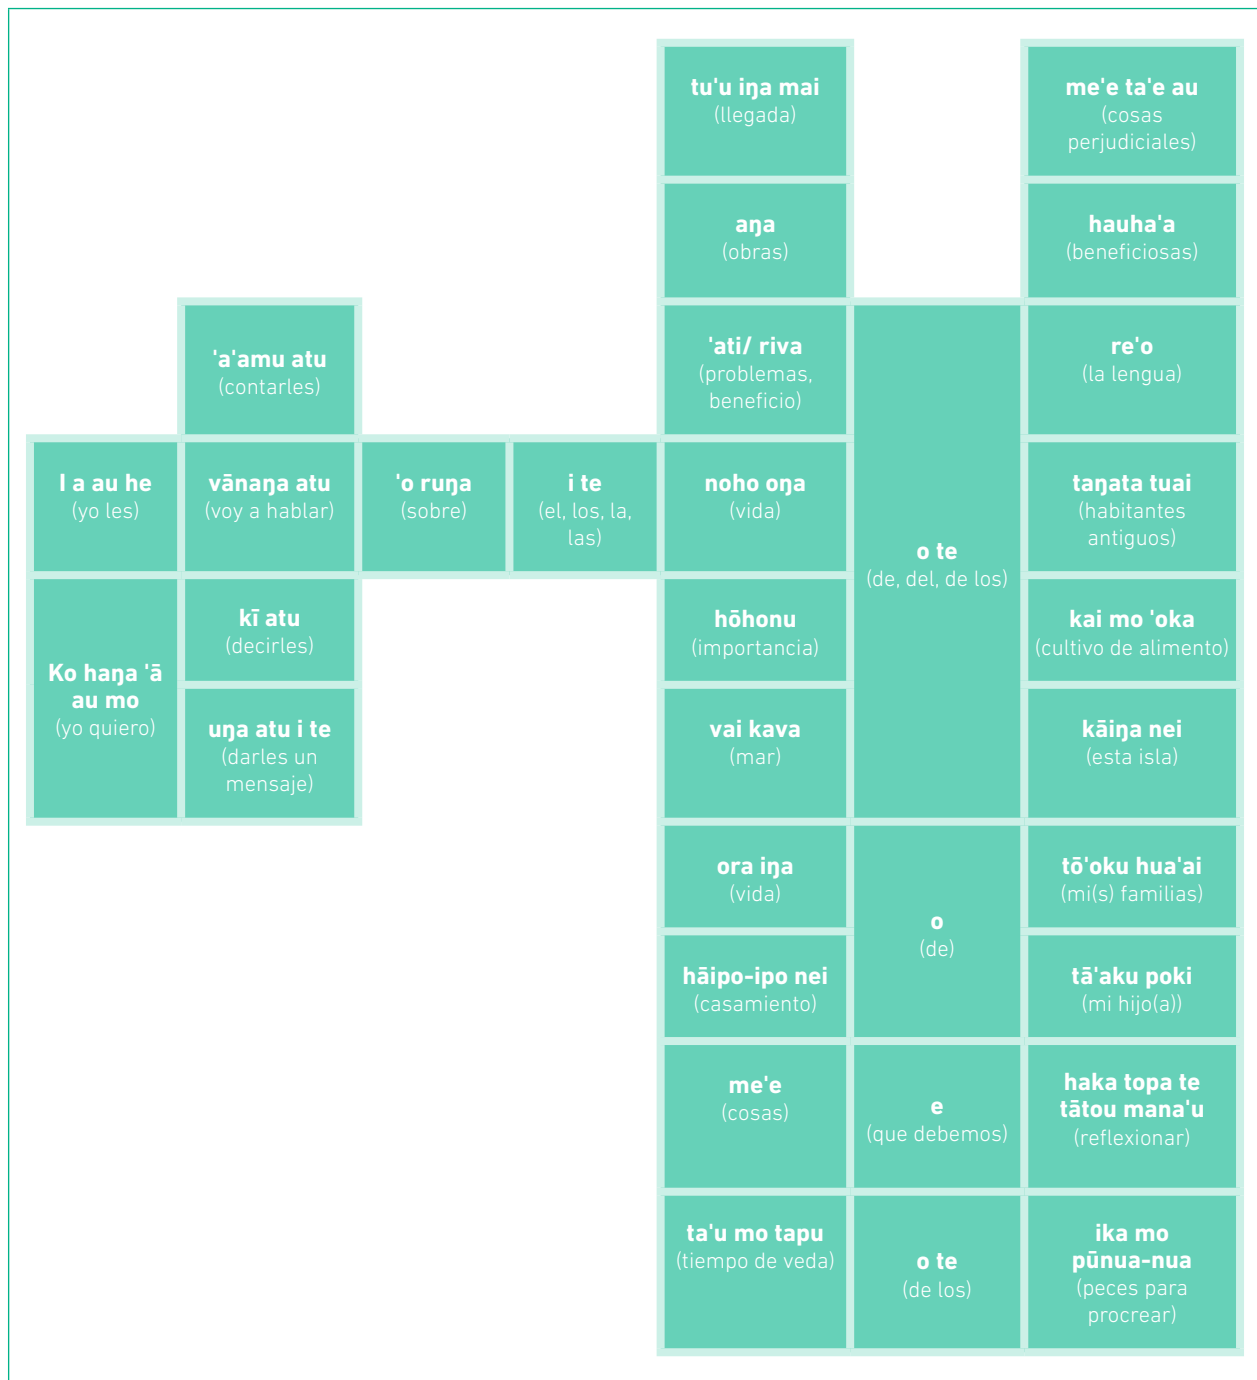 tu'u iŋa mai
(llegada)
me'e ta'e au
(cosas
perjudiciales)
aŋa
(obras)
hauha'a
(beneficiosas)
'a'amu atu
(contarles)
'ati/ riva
(problemas,
beneficio)
re'o
(la lengua)
I a au he
(yo les)
vānaŋa atu
(voy a hablar)
'o ruŋa
(sobre)
i te
(el, los, la,
las)
noho oŋa
(vida)
o te
(de, del, de los)
taŋata tuai
(habitantes
antiguos)
Ko haŋa 'ā
au mo
(yo quiero)
kī atu
(decirles)
hōhonu
(importancia)
kai mo 'oka
(cultivo de alimento)
uŋa atu i te
(darles un
mensaje)
vai kava
(mar)
kāiŋa nei
(esta isla)
ora iŋa
(vida)
o
(de)
tō'oku hua'ai
(mi(s) familias)
hāipo-ipo nei
(casamiento)
tā'aku poki
(mi hijo(a))
me'e
(cosas)
e
(que debemos)
haka topa te
tātou mana'u
(reflexionar)
ta'u mo tapu
(tiempo de veda)
o te
(de los)
ika mo
pūnua-nua
(peces para
procrear)